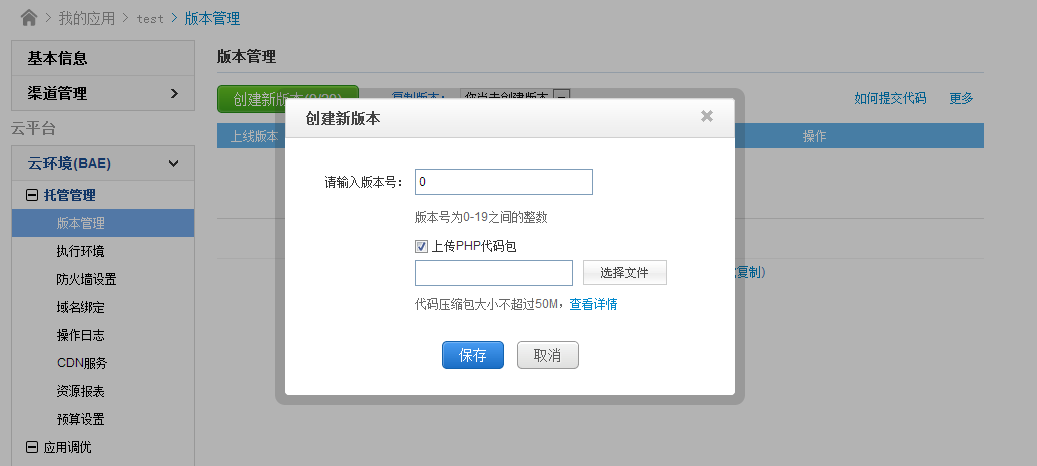 我的应用 > test > 版本管理
基本信息
渠道管理
云平台
云环境(BAE)
托管管理
版本管理
执行环境
防火墙设置
域名绑定
操作日志
CDN服务
资源报表
预算设置
应用调优
版本管理
创建新版本(0/20) 复制版本： 您尚未创建版本 如何提交代码 更多
上线版本 操作
(复制)
创建新版本
请输入版本号： 0
版本号为0-19之间的整数
上传PHP代码包
选择文件
代码压缩包大小不超过50M，查看详情
保存 取消